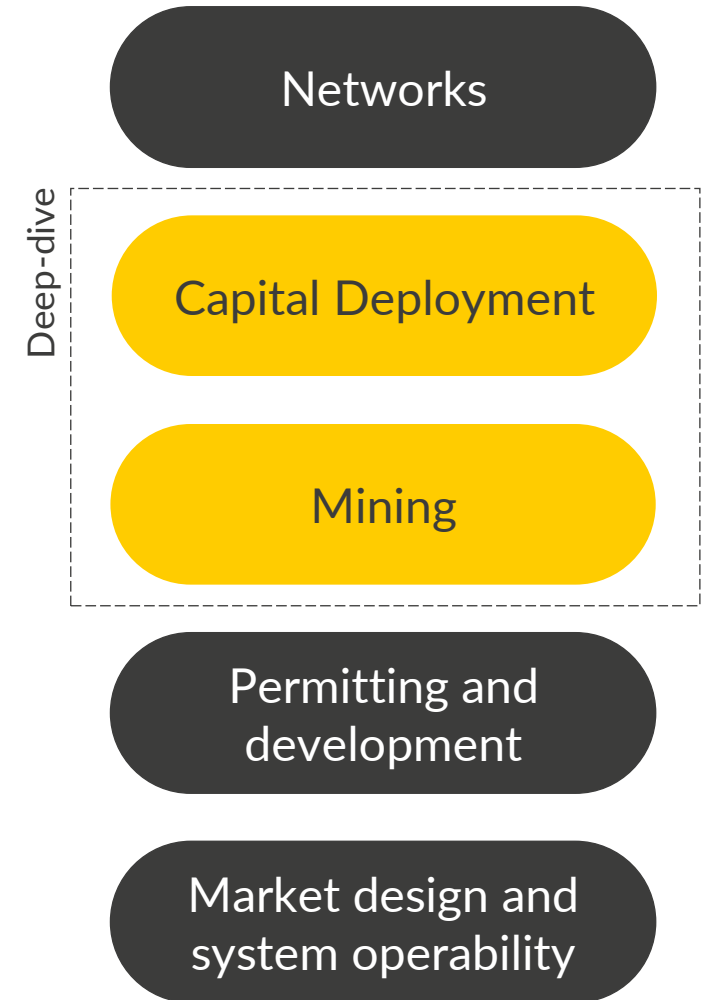 Networks
Deep-dive
Capital Deployment
Mining
Permitting and
development
Market design and
system operability